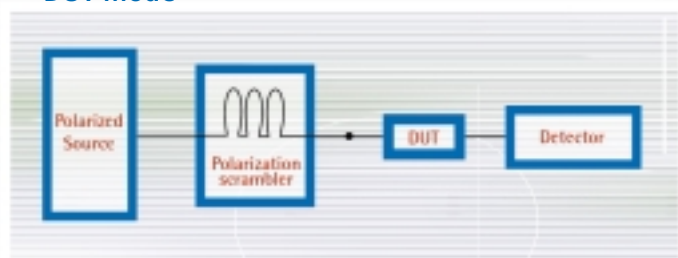 Polarized
Source
Polarization
scrambler
DUT
Detector